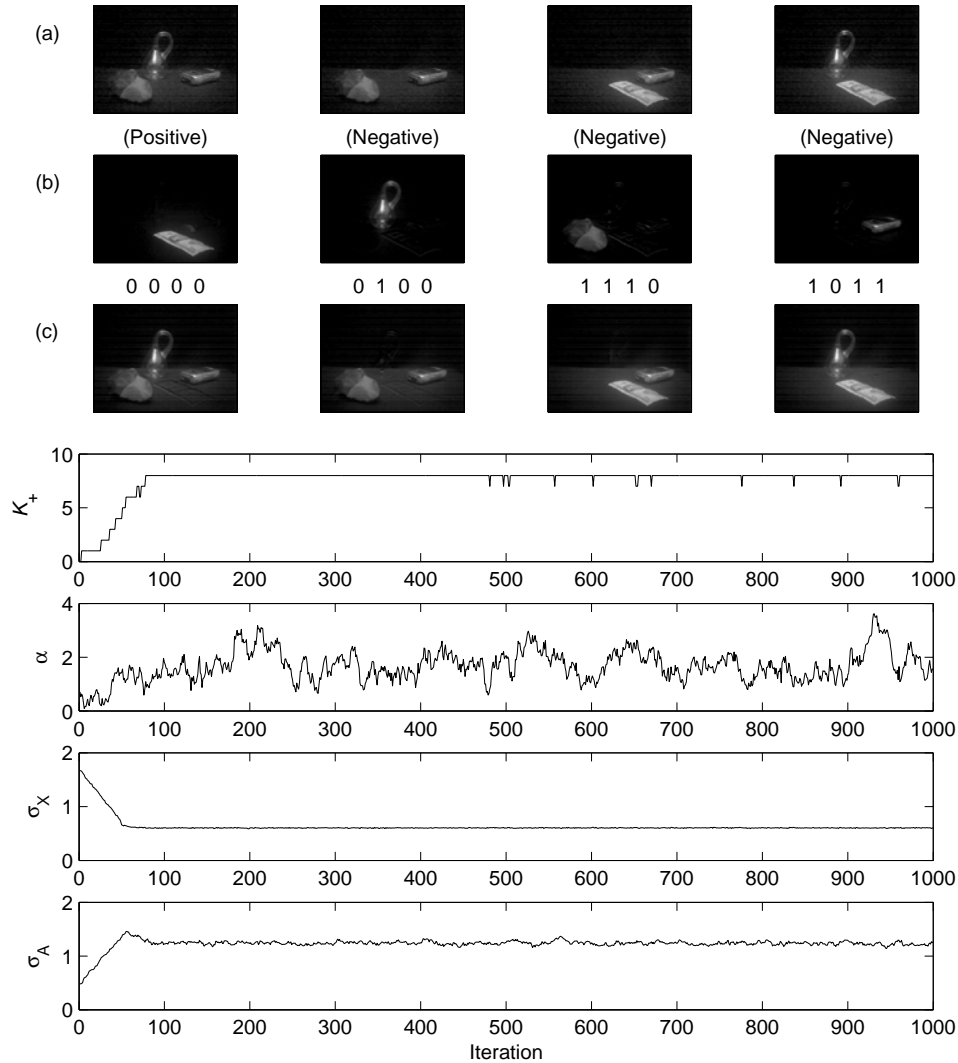 (a)
(Positive) (Negative) (Negative) (Negative)
(b)
0 0 0 0 0 1 0 0 1 1 1 0 1 0 1 1
(c)
10
5
0
K+
0 100 200 300 400 500 600 700 800 900 1000
4
2
0
α
0 100 200 300 400 500 600 700 800 900 1000
2
1
0
σX
0 100 200 300 400 500 600 700 800 900 1000
2
1
0
σA
0 100 200 300 400 500 600 700 800 900 1000
Iteration